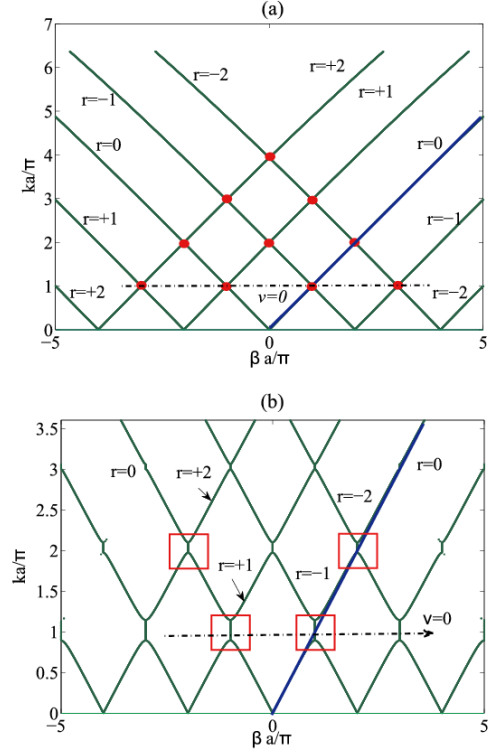 (a)
7
6
5
4
3
2
1
0
ka/π
r=−2
r=+2
r=−1
r=+1
r=0
r=0
r=+1
r=−1
r=+2
v=0
r=−2
−5
0
5
β a/π
(b)
3.5
3
2.5
2
1.5
1
0.5
0
ka/π
r=0
r=+2
r=0
r=−2
r=+1
r=−1
v=0
−5
0
5
β a/π